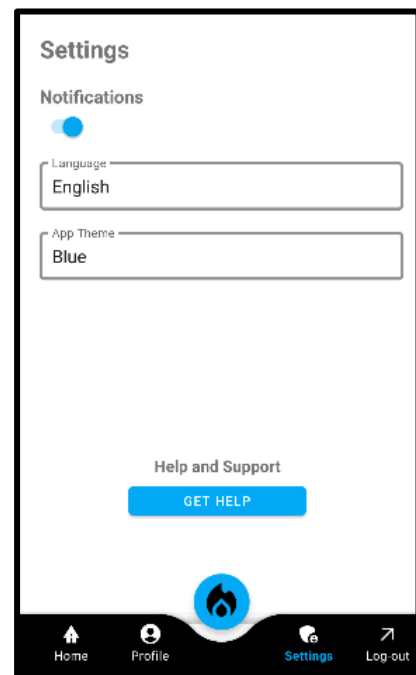 Settings
Notifications
Language
English
App Theme
Blue
Help and Support
GET HELP
Home Profile Settings Log-out